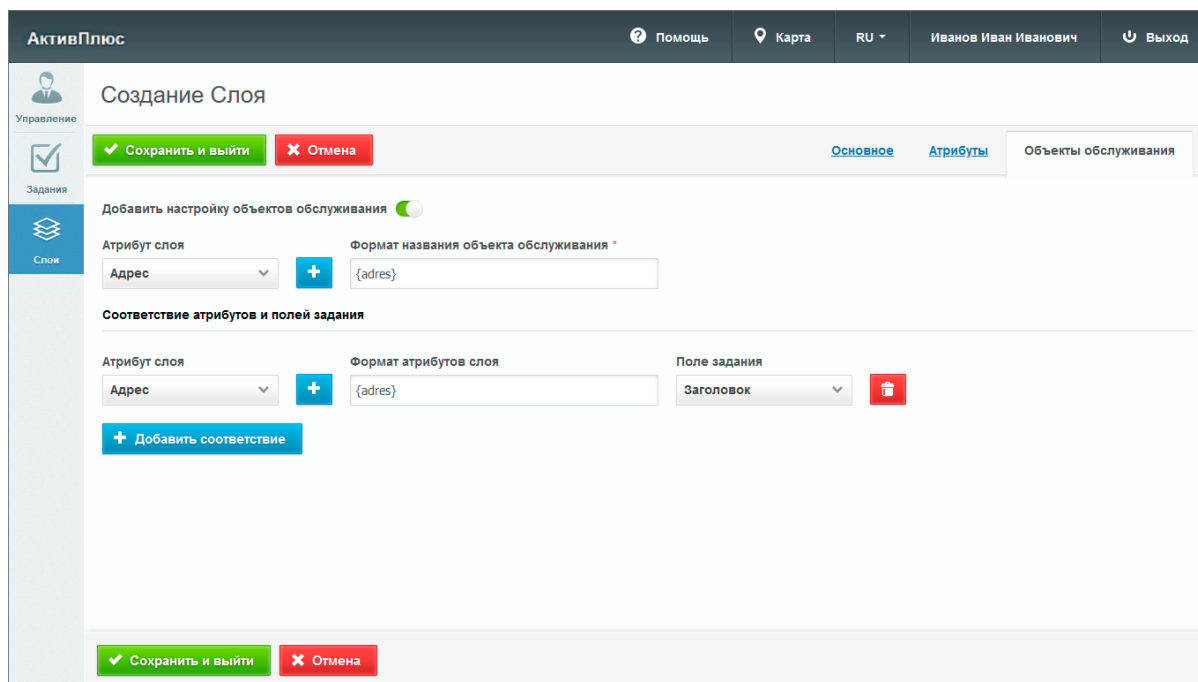 АктивПлюс Помощь Карта RU Иванов Иван Иванович Выход
Управление
Задания
Слои
Создание Слоя
Сохранить и выйти Отмена Основное Атрибуты Объекты обслуживания
Добавить настройку объектов обслуживания
Атрибут слоя Формат названия объекта обслуживания *
Адрес {adres}
Соответствие атрибутов и полей задания
Атрибут слоя Формат атрибутов слоя Поле задания
Адрес {adres} Заголовок
Добавить соответствие
Сохранить и выйти Отмена